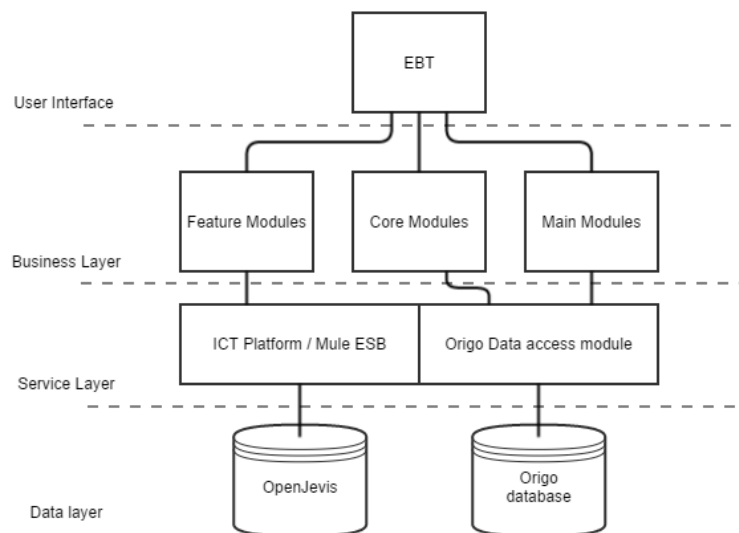 EBT
User Interface
Feature Modules
Core Modules
Main Modules
Business Layer
ICT Platform / Mule ESB
Origo Data access module
Service Layer
OpenJevis
Origo
database
Data layer